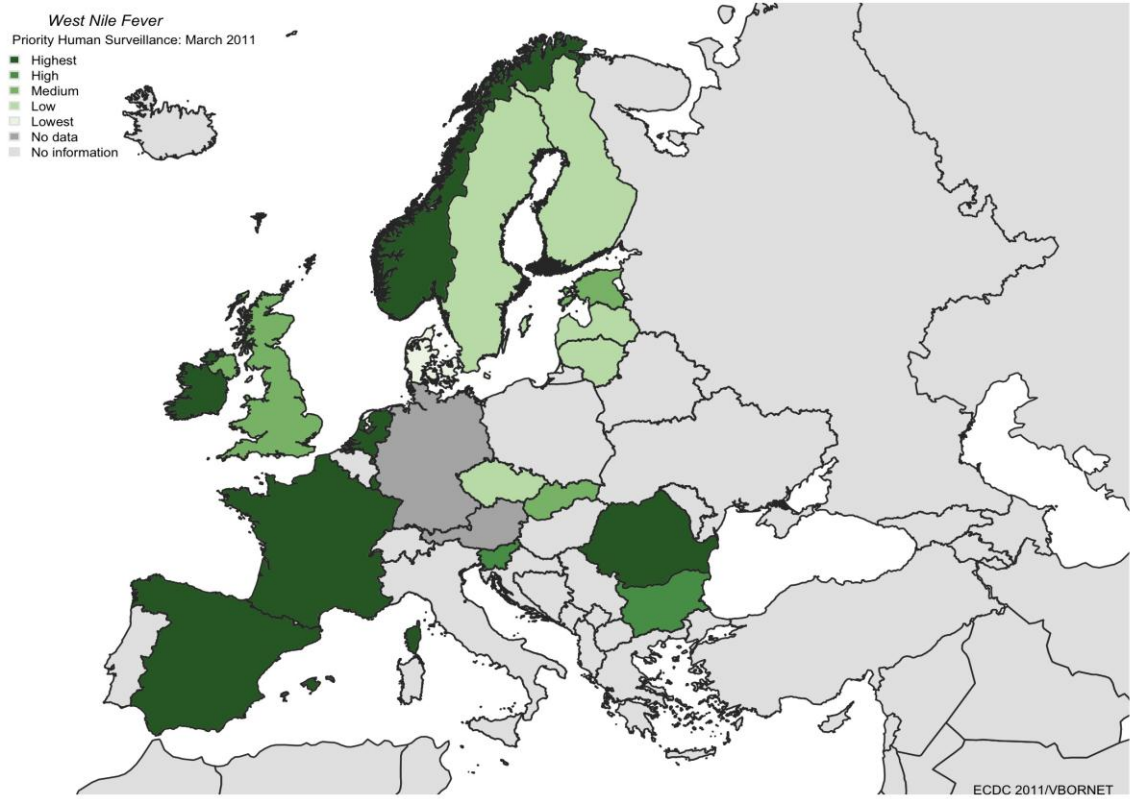 West Nile Fever
Priority Human Surveillance: March 2011
Highest
High
Medium
Low
Lowest
No data
No information
ECDC 2011/VBORNET